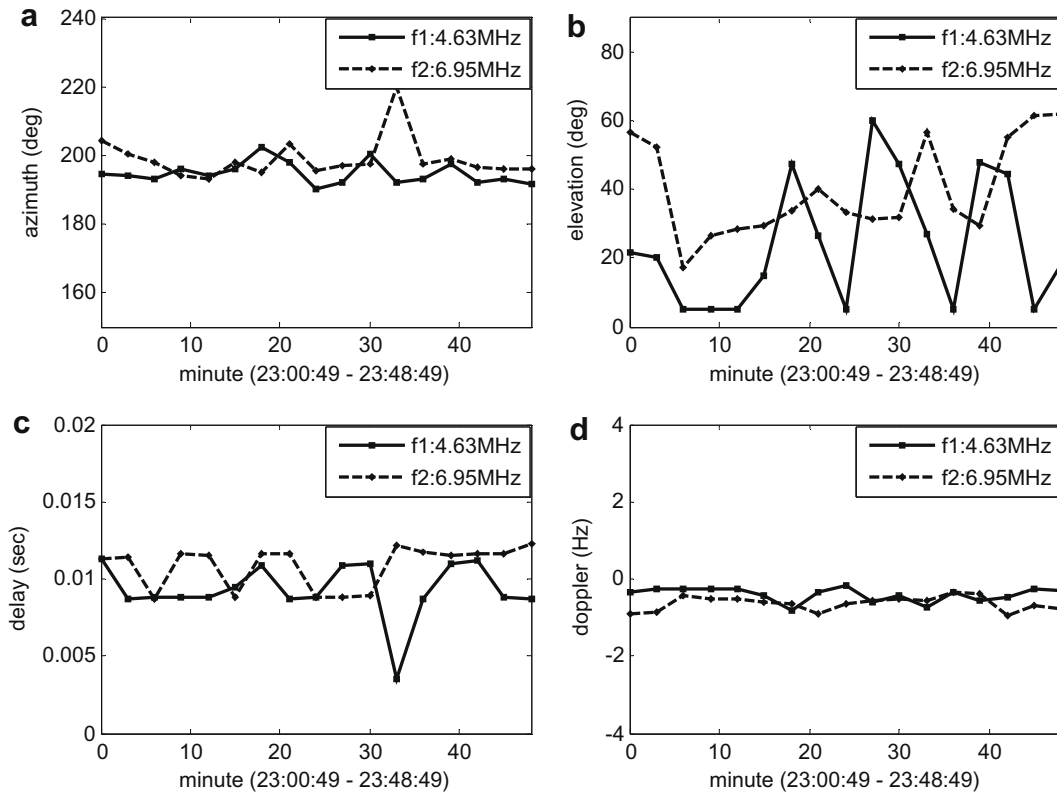 a
240
220
200
180
160
azimuth (deg)
f1:4.63MHz
f2:6.95MHz
0 10 20 30 40
minute (23:00:49 - 23:48:49)
b
80
60
40
20
0
elevation (deg)
f1:4.63MHz
f2:6.95MHz
0 10 20 30 40
minute (23:00:49 - 23:48:49)
c
0.02
0.015
0.01
0.005
0
delay (sec)
f1:4.63MHz
f2:6.95MHz
0 10 20 30 40
minute (23:00:49 - 23:48:49)
d
4
2
0
-2
-4
doppler (Hz)
f1:4.63MHz
f2:6.95MHz
0 10 20 30 40
minute (23:00:49 - 23:48:49)